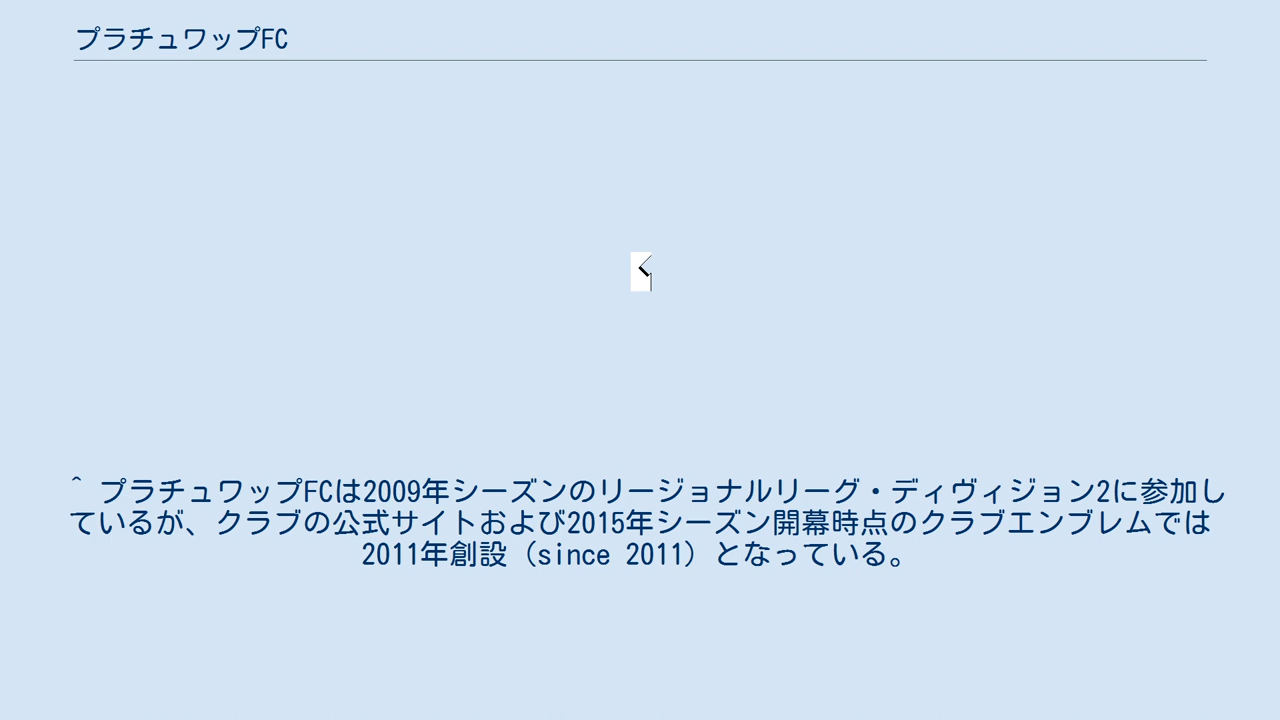 プラチュワップFC
^ プラチュワップFCは2009年シーズンのリージョナルリーグ・ディヴィジョン2に参加し
ているが、クラブの公式サイトおよび2015年シーズン開幕時点のクラブエンブレムでは
2011年創設（since 2011）となっている。